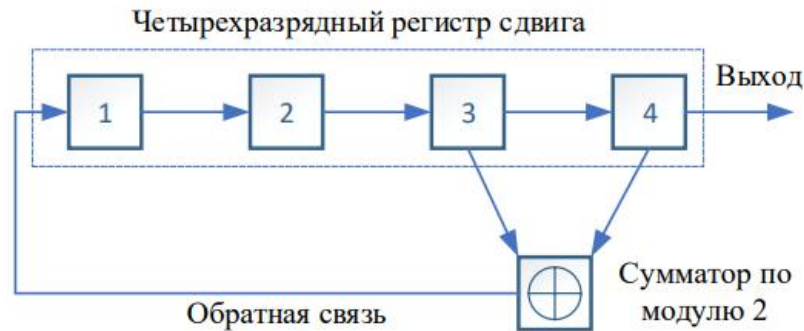 Четырехразрядный регистр сдвига
Выход
1
2
3
4
Сумматор по
модулю 2
Обратная связь